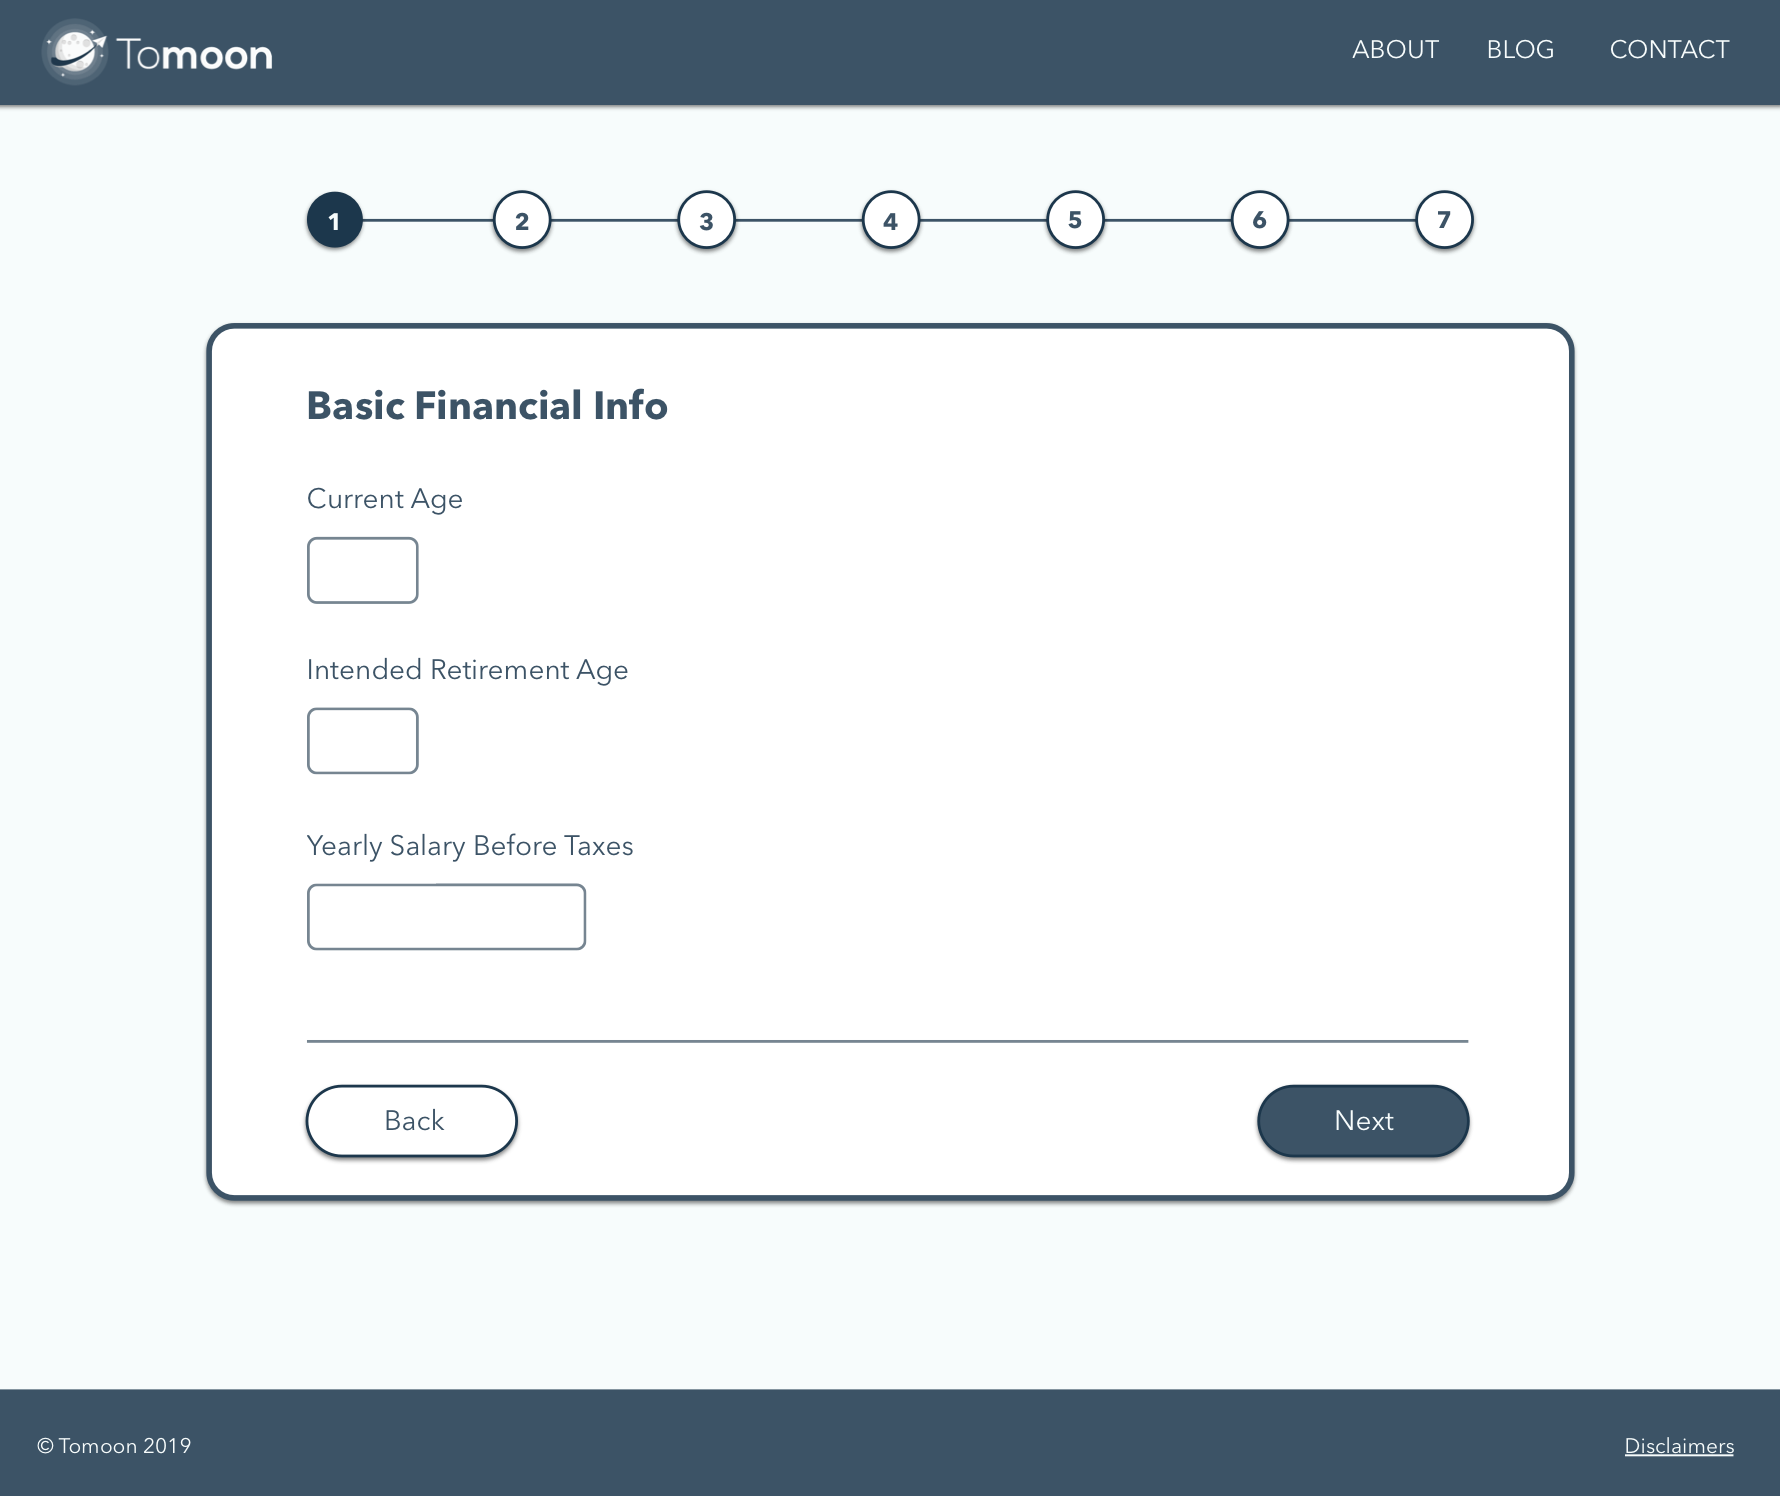 Tomoon
ABOUT BLOG CONTACT
1 2 3 4 5 6 7
Basic Financial Info
Current Age
Intended Retirement Age
Yearly Salary Before Taxes
Back Next
© Tomoon 2019
Disclaimers